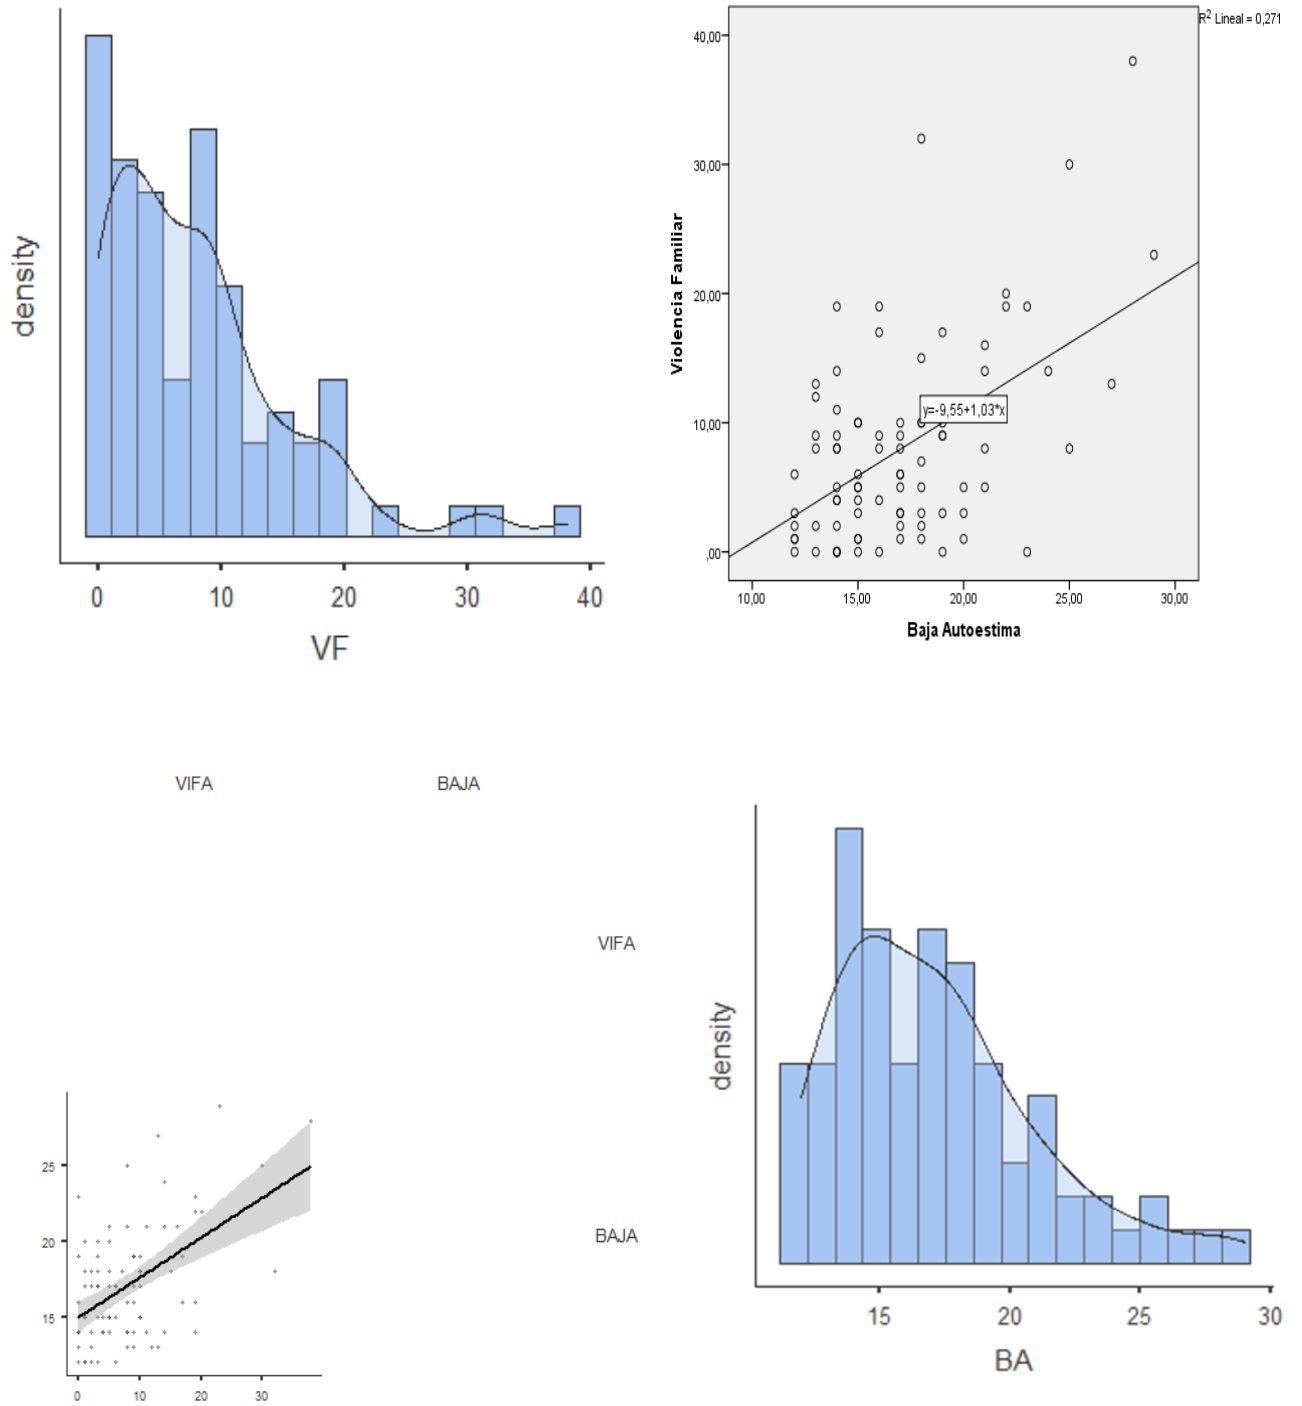 density
0 10 20 30 40
VF
R² Lineal = 0,271
40,00
30,00
20,00
10,00
,00
Violencia Familiar
y=-9,55+1,03*x
10,00 15,00 20,00 25,00 30,00
Baja Autoestima
VIFA BAJA
VIFA
BAJA
25
20
15
0 10 20 30
density
15 20 25 30
BA